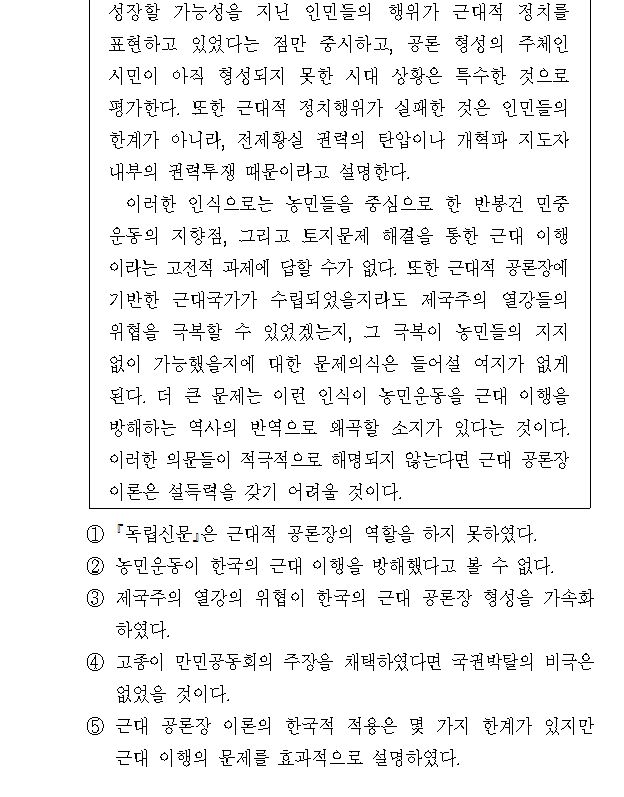 성장할 가능성을 지닌 인민들의 행위가 근대적 정치를
표현하고 있었다는 점만 중시하고, 공론 형성의 주체인
시민이 아직 형성되지 못한 시대 상황은 특수한 것으로
평가한다. 또한 근대적 정치행위가 실패한 것은 인민들의
한계가 아니라, 전제황실 권력의 탄압이나 개혁파 지도자
내부의 권력투쟁 때문이라고 설명한다.
이러한 인식으로는 농민들을 중심으로 한 반봉건 민중
운동의 지향점, 그리고 토지문제 해결을 통한 근대 이행
이라는 고전적 과제에 답할 수가 없다. 또한 근대적 공론장에
기반한 근대국가가 수립되었을지라도 제국주의 열강들의
위협을 극복할 수 있었겠는지, 그 극복이 농민들의 지지
없이 가능했을지에 대한 문제의식은 들어설 여지가 없게
된다. 더 큰 문제는 이런 인식이 농민운동을 근대 이행을
방해하는 역사의 반역으로 왜곡할 소지가 있다는 것이다.
이러한 의문들이 적극적으로 해명되지 않는다면 근대 공론장
이론은 설득력을 갖기 어려울 것이다.
① 『독립신문』은 근대적 공론장의 역할을 하지 못하였다.
② 농민운동이 한국의 근대 이행을 방해했다고 볼 수 없다.
③ 제국주의 열강의 위협이 한국의 근대 공론장 형성을 가속화
하였다.
④ 고종이 만민공동회의 주장을 채택하였다면 국권박탈의 비극은
없었을 것이다.
⑤ 근대 공론장 이론의 한국적 적용은 몇 가지 한계가 있지만
근대 이행의 문제를 효과적으로 설명하였다.